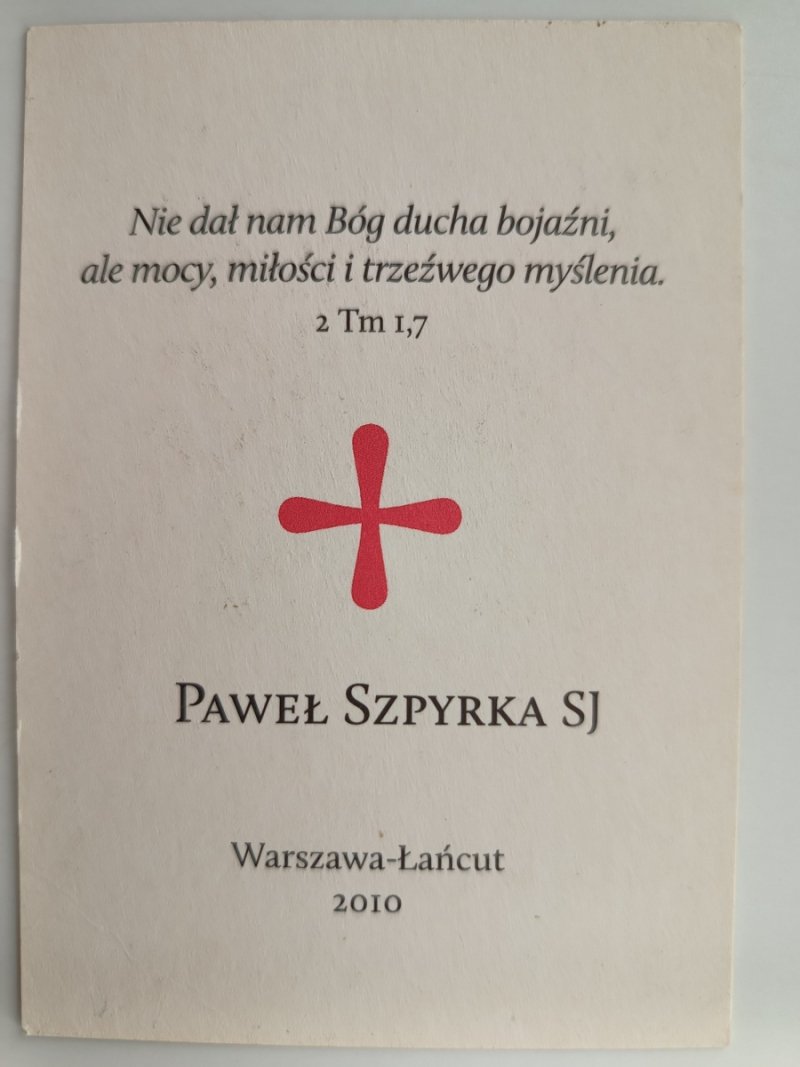 Nie dał nam Bóg ducha bojaźni,
ale mocy, miłości i trzeźwego myślenia.
2 Tm 1,7
Paweł Szpyrka SJ
Warszawa-Łańcut
2010